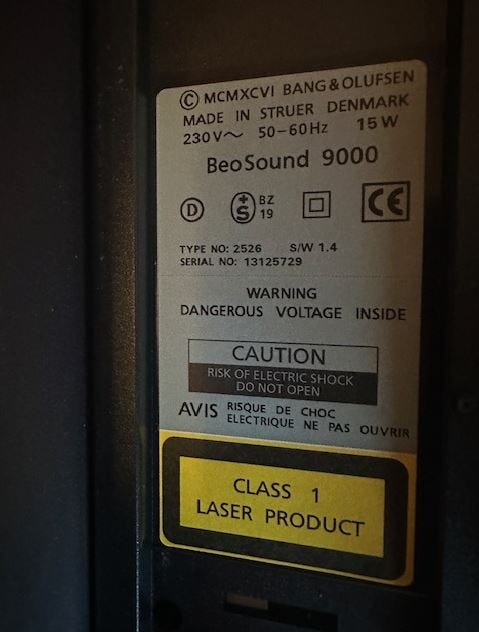 © MCMXCVI BANG & OLUFSEN
MADE IN STRUER DENMARK
230V～ 50-60Hz 15W
BeoSound 9000
D +S BZ 19 CE
TYPE NO: 2526 S/W 1.4
SERIAL NO: 13125729
WARNING
DANGEROUS VOLTAGE INSIDE
CAUTION
RISK OF ELECTRIC SHOCK
DO NOT OPEN
AVIS RISQUE DE CHOC
ELECTRIQUE NE PAS OUVRIR
CLASS 1
LASER PRODUCT